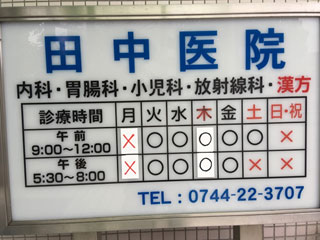 田中医院
内科・胃腸科・小児科・放射線科・漢方
診療時間 月 火 水 木 金 土 日・祝
午前 9:00~12:00 × ○ ○ ○ ○ ○ ×
午後 5:30~8:00 × ○ ○ ○ ○ × ×
TEL:0744-22-3707